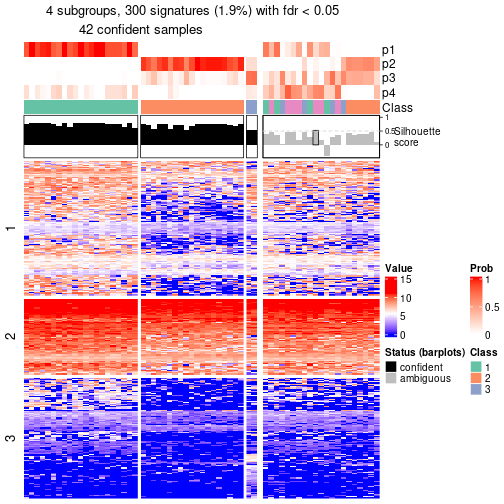 4 subgroups, 300 signatures (1.9%) with fdr < 0.05
42 confident samples
p1
p2
p3
p4
Class
1
0.5
0
Silhouette
score
1
2
3
Value
15
10
5
0
Prob
1
0.5
0
Status (barplots)
confident
ambiguous
Class
1
2
3